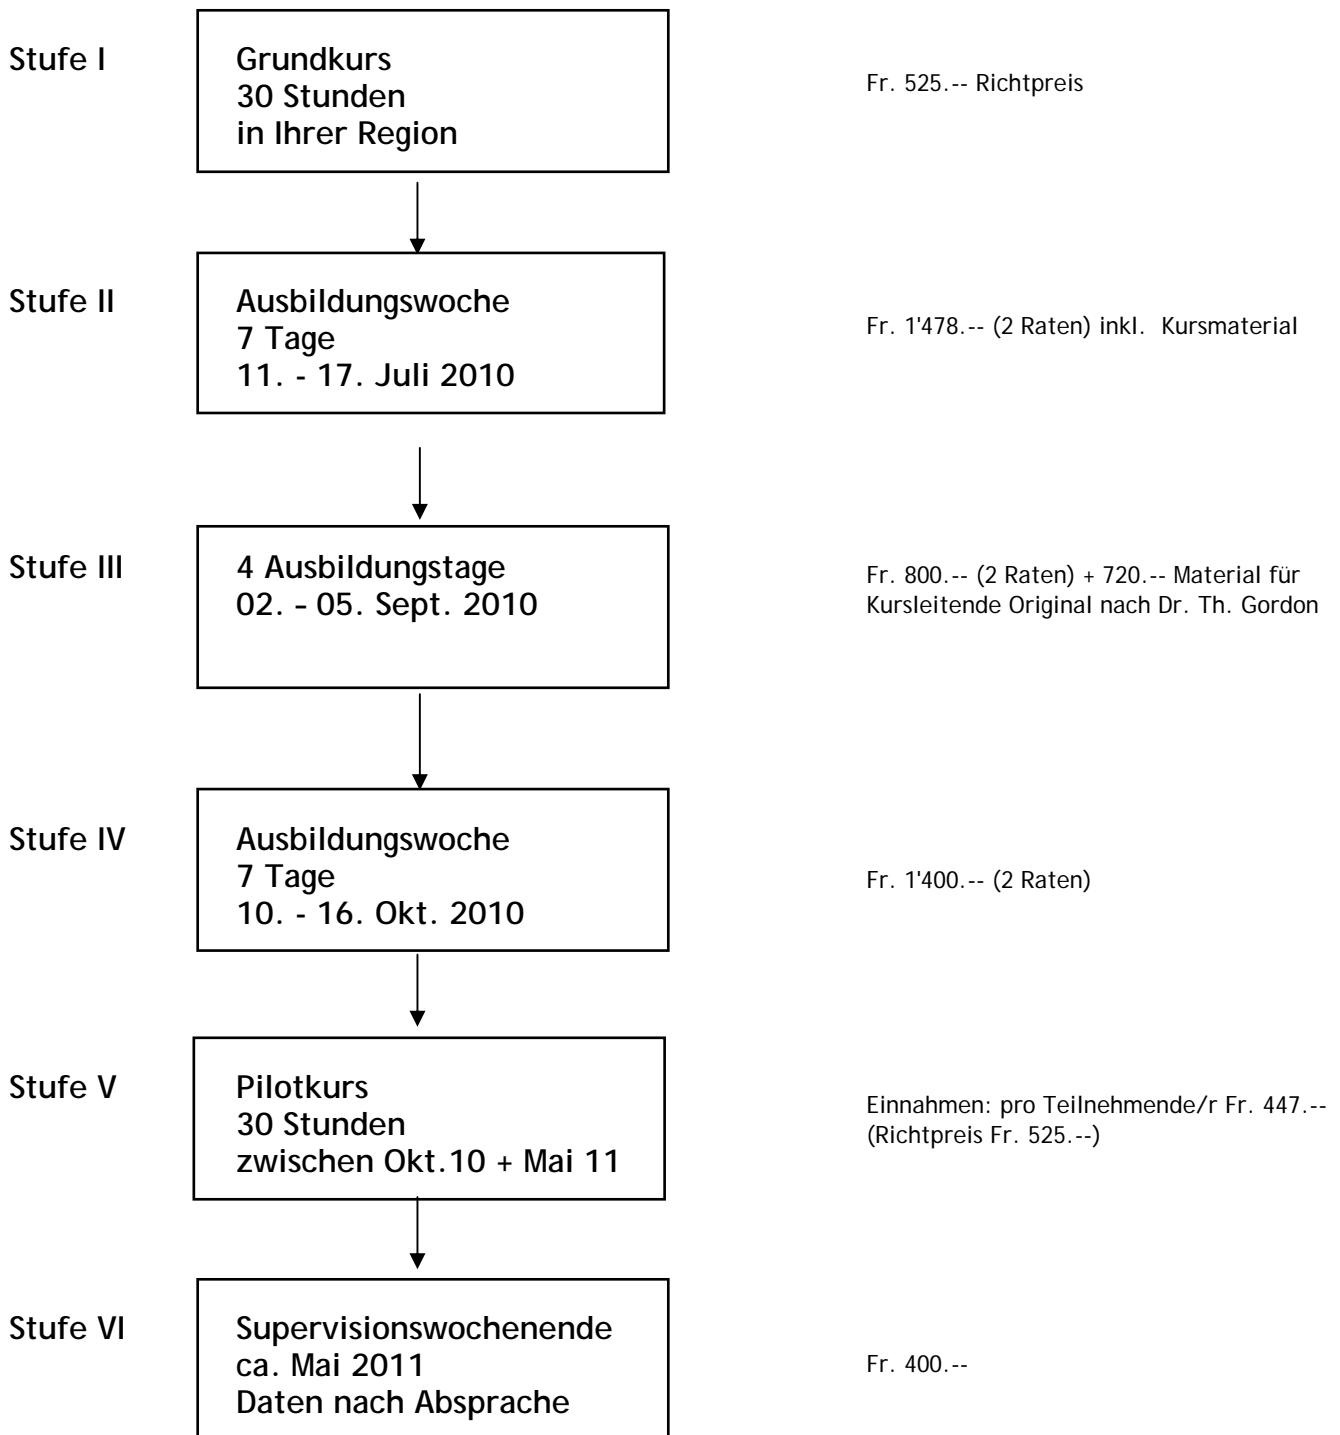 Stufe I
Grundkurs
30 Stunden
in Ihrer Region
Fr. 525.-- Richtpreis
Stufe II
Ausbildungswoche
7 Tage
11. - 17. Juli 2010
Fr. 1'478.-- (2 Raten) inkl.  Kursmaterial
Stufe III
4 Ausbildungstage
02. – 05. Sept. 2010
Fr. 800.-- (2 Raten) + 720.-- Material für
Kursleitende Original nach Dr. Th. Gordon
Stufe IV
Ausbildungswoche
7 Tage
10. - 16. Okt. 2010
Fr. 1'400.-- (2 Raten)
Stufe V
Pilotkurs
30 Stunden
zwischen Okt.10 + Mai 11
Einnahmen: pro Teilnehmende/r Fr. 447.--
(Richtpreis Fr. 525.--)
Stufe VI
Supervisionswochenende
ca. Mai 2011
Daten nach Absprache
Fr. 400.--